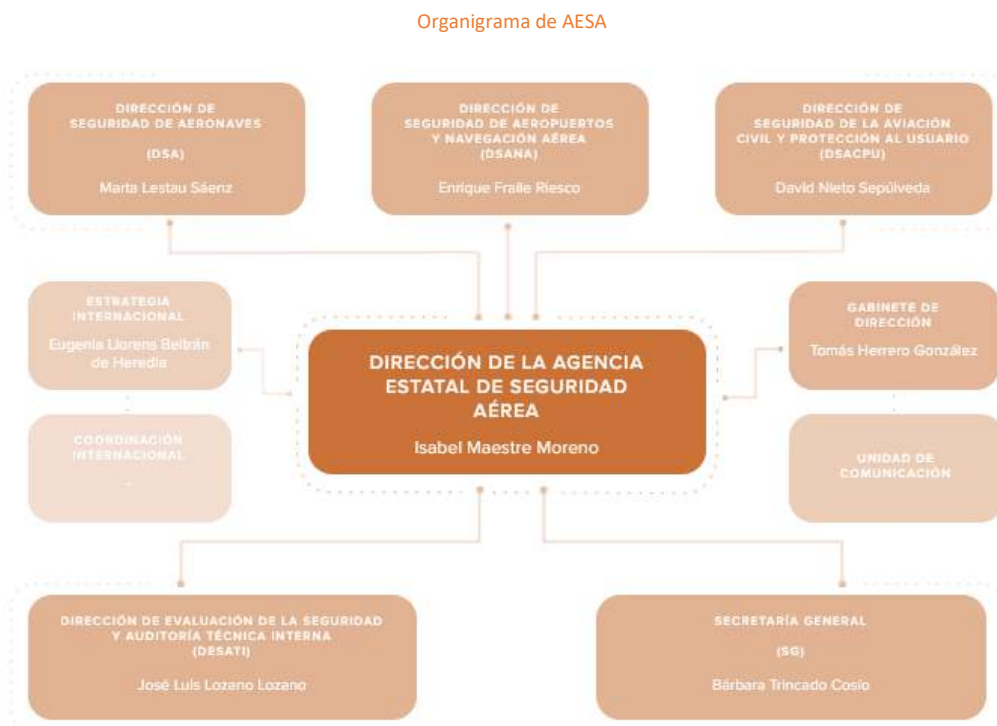 Organigrama de AESA
DIRECCIÓN DE
SEGURIDAD DE AERONAVES
(DSA)
Marta Lestau Sáenz
DIRECCIÓN DE
SEGURIDAD DE AEROPUERTOS
Y NAVEGACIÓN AÉREA
(DSANA)
Enrique Fraile Riesco
DIRECCIÓN DE
SEGURIDAD DE LA AVIACIÓN
CIVIL Y PROTECCIÓN AL USUARIO
(DSACPU)
David Nieto Sepúlveda
ESTRATEGIA
INTERNACIONAL
Eugenia Llorens Beltrán
de Heredia
GABINETE DE
DIRECCIÓN
Tomás Herrero González
DIRECCIÓN DE LA AGENCIA
ESTATAL DE SEGURIDAD
AÉREA
Isabel Maestre Moreno
COORDINACIÓN
INTERNACIONAL
-
UNIDAD DE
COMUNICACIÓN
DIRECCIÓN DE EVALUACIÓN DE LA SEGURIDAD
Y AUDITORÍA TÉCNICA INTERNA
(DESATI)
José Luis Lozano Lozano
SECRETARÍA GENERAL
(SG)
Bárbara Trincado Cosío